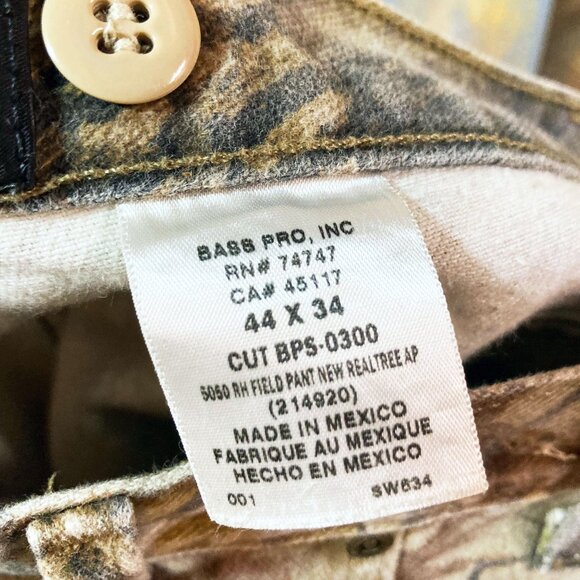 BASS PRO, INC
RN# 74747
CA# 45117
44 X 34
CUT BPS-0300
5050 RH FIELD PANT NEW REALTREE AP
(214920)
MADE IN MEXICO
FABRIQUE AU MEXIQUE
HECHO EN MEXICO
001 SW634